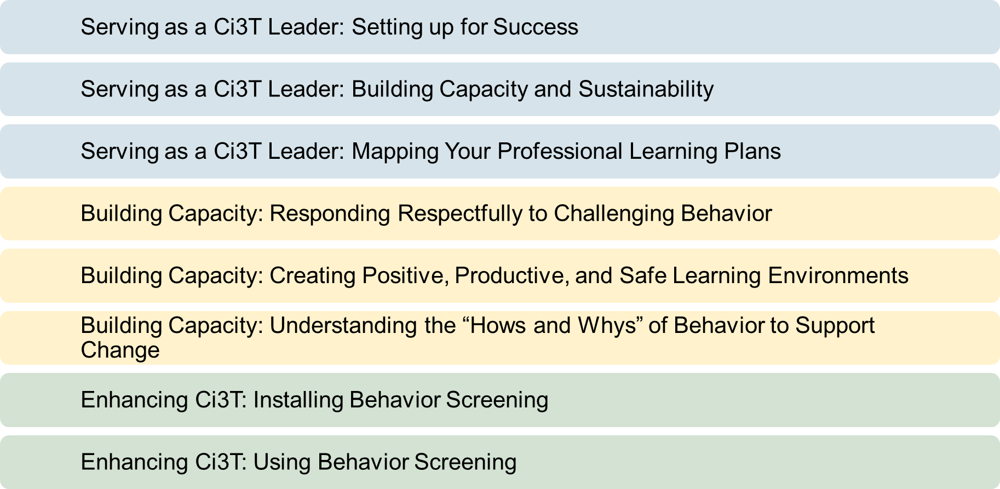 Serving as a Ci3T Leader: Setting up for Success
Serving as a Ci3T Leader: Building Capacity and Sustainability
Serving as a Ci3T Leader: Mapping Your Professional Learning Plans
Building Capacity: Responding Respectfully to Challenging Behavior
Building Capacity: Creating Positive, Productive, and Safe Learning Environments
Building Capacity: Understanding the “Hows and Whys” of Behavior to Support
Change
Enhancing Ci3T: Installing Behavior Screening
Enhancing Ci3T: Using Behavior Screening